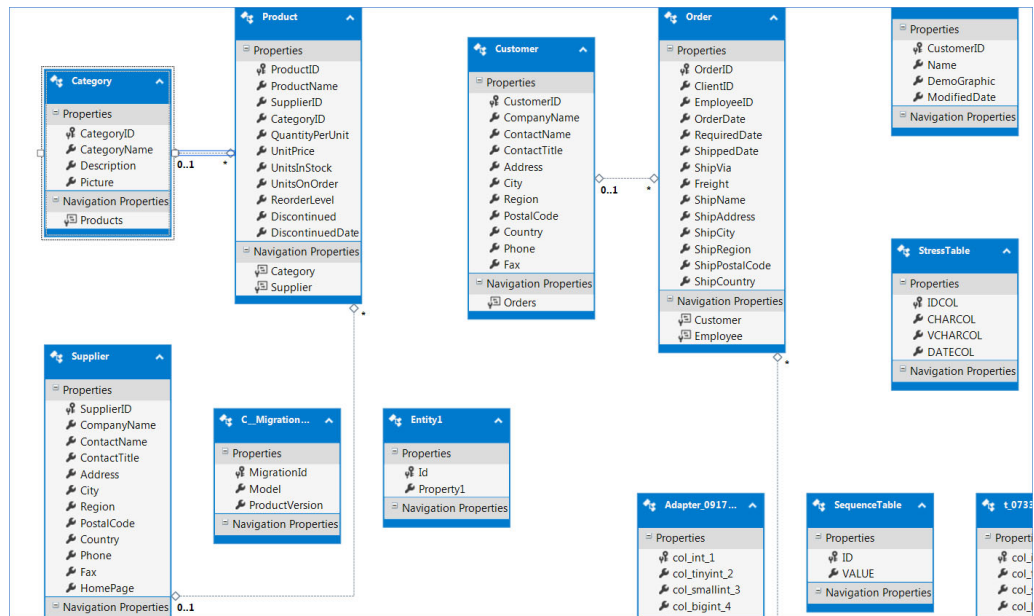 Category
Properties
CategoryID
CategoryName
Description
Picture
Navigation Properties
Products
0..1
*
Product
Properties
ProductID
ProductName
SupplierID
CategoryID
QuantityPerUnit
UnitPrice
UnitsInStock
UnitsOnOrder
ReorderLevel
Discontinued
DiscontinuedDate
Navigation Properties
Category
Supplier
*
Customer
Properties
CustomerID
CompanyName
ContactName
ContactTitle
Address
City
Region
PostalCode
Country
Phone
Fax
Navigation Properties
Orders
0..1
*
Order
Properties
OrderID
ClientID
EmployeeID
OrderDate
RequiredDate
ShippedDate
ShipVia
Freight
ShipName
ShipAddress
ShipCity
ShipRegion
ShipPostalCode
ShipCountry
Navigation Properties
Customer
Employee
*
Properties
CustomerID
Name
DemoGraphic
ModifiedDate
Navigation Properties
StressTable
Properties
IDCOL
CHARCOL
VCHARCOL
DATECOL
Navigation Properties
Supplier
Properties
SupplierID
CompanyName
ContactName
ContactTitle
Address
City
Region
PostalCode
Country
Phone
Fax
HomePage
Navigation Properties
0..1
C__Migration...
Properties
MigrationId
Model
ProductVersion
Navigation Properties
Entity1
Properties
Id
Property1
Navigation Properties
Adapter_0917...
Properties
col_int_1
col_tinyint_2
col_smallint_3
col_bigint_4
SequenceTable
Properties
ID
VALUE
Navigation Properties
t_0733
Properti